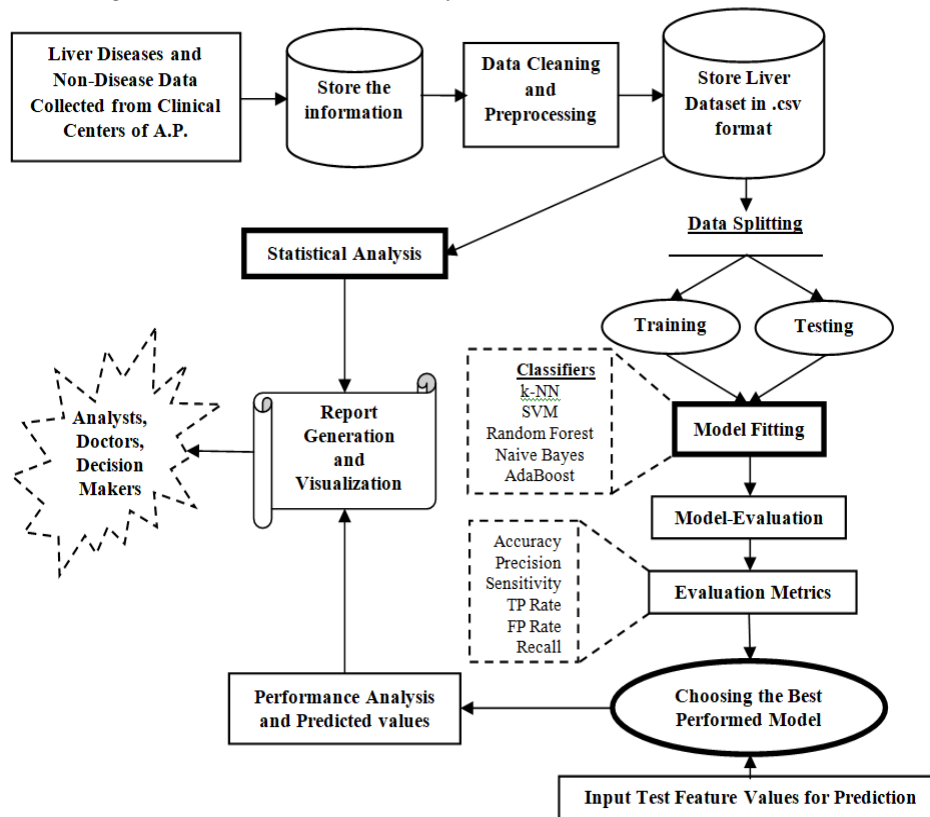 Liver Diseases and
Non-Disease Data
Collected from Clinical
Centers of A.P.
Store the
information
Data Cleaning
and
Preprocessing
Store Liver
Dataset in .csv
format
Data Splitting
Statistical Analysis
Training
Testing
Classifiers
k-NN
SVM
Random Forest
Naive Bayes
AdaBoost
Model Fitting
Analysts,
Doctors,
Decision
Makers
Report
Generation
and
Visualization
Model-Evaluation
Accuracy
Precision
Sensitivity
TP Rate
FP Rate
Recall
Evaluation Metrics
Performance Analysis
and Predicted values
Choosing the Best
Performed Model
Input Test Feature Values for Prediction